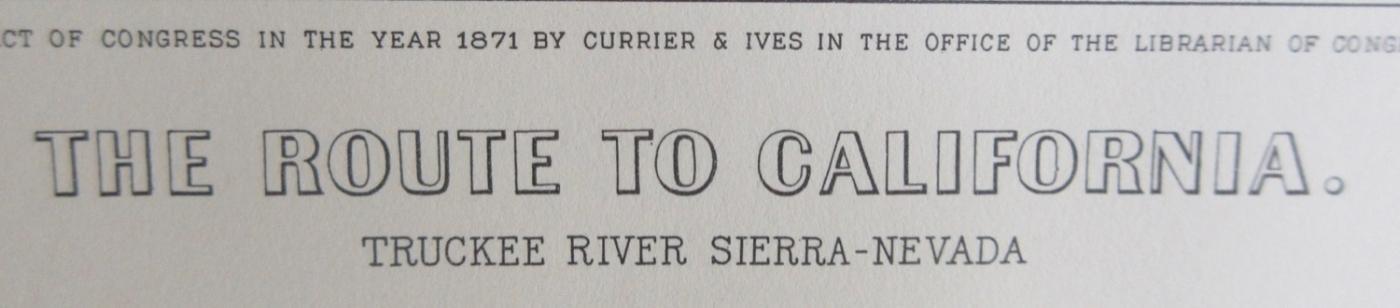 CT OF CONGRESS IN THE YEAR 1871 BY CURRIER & IVES IN THE OFFICE OF THE LIBRARIAN OF CONG
THE ROUTE TO CALIFORNIA.
TRUCKEE RIVER SIERRA-NEVADA